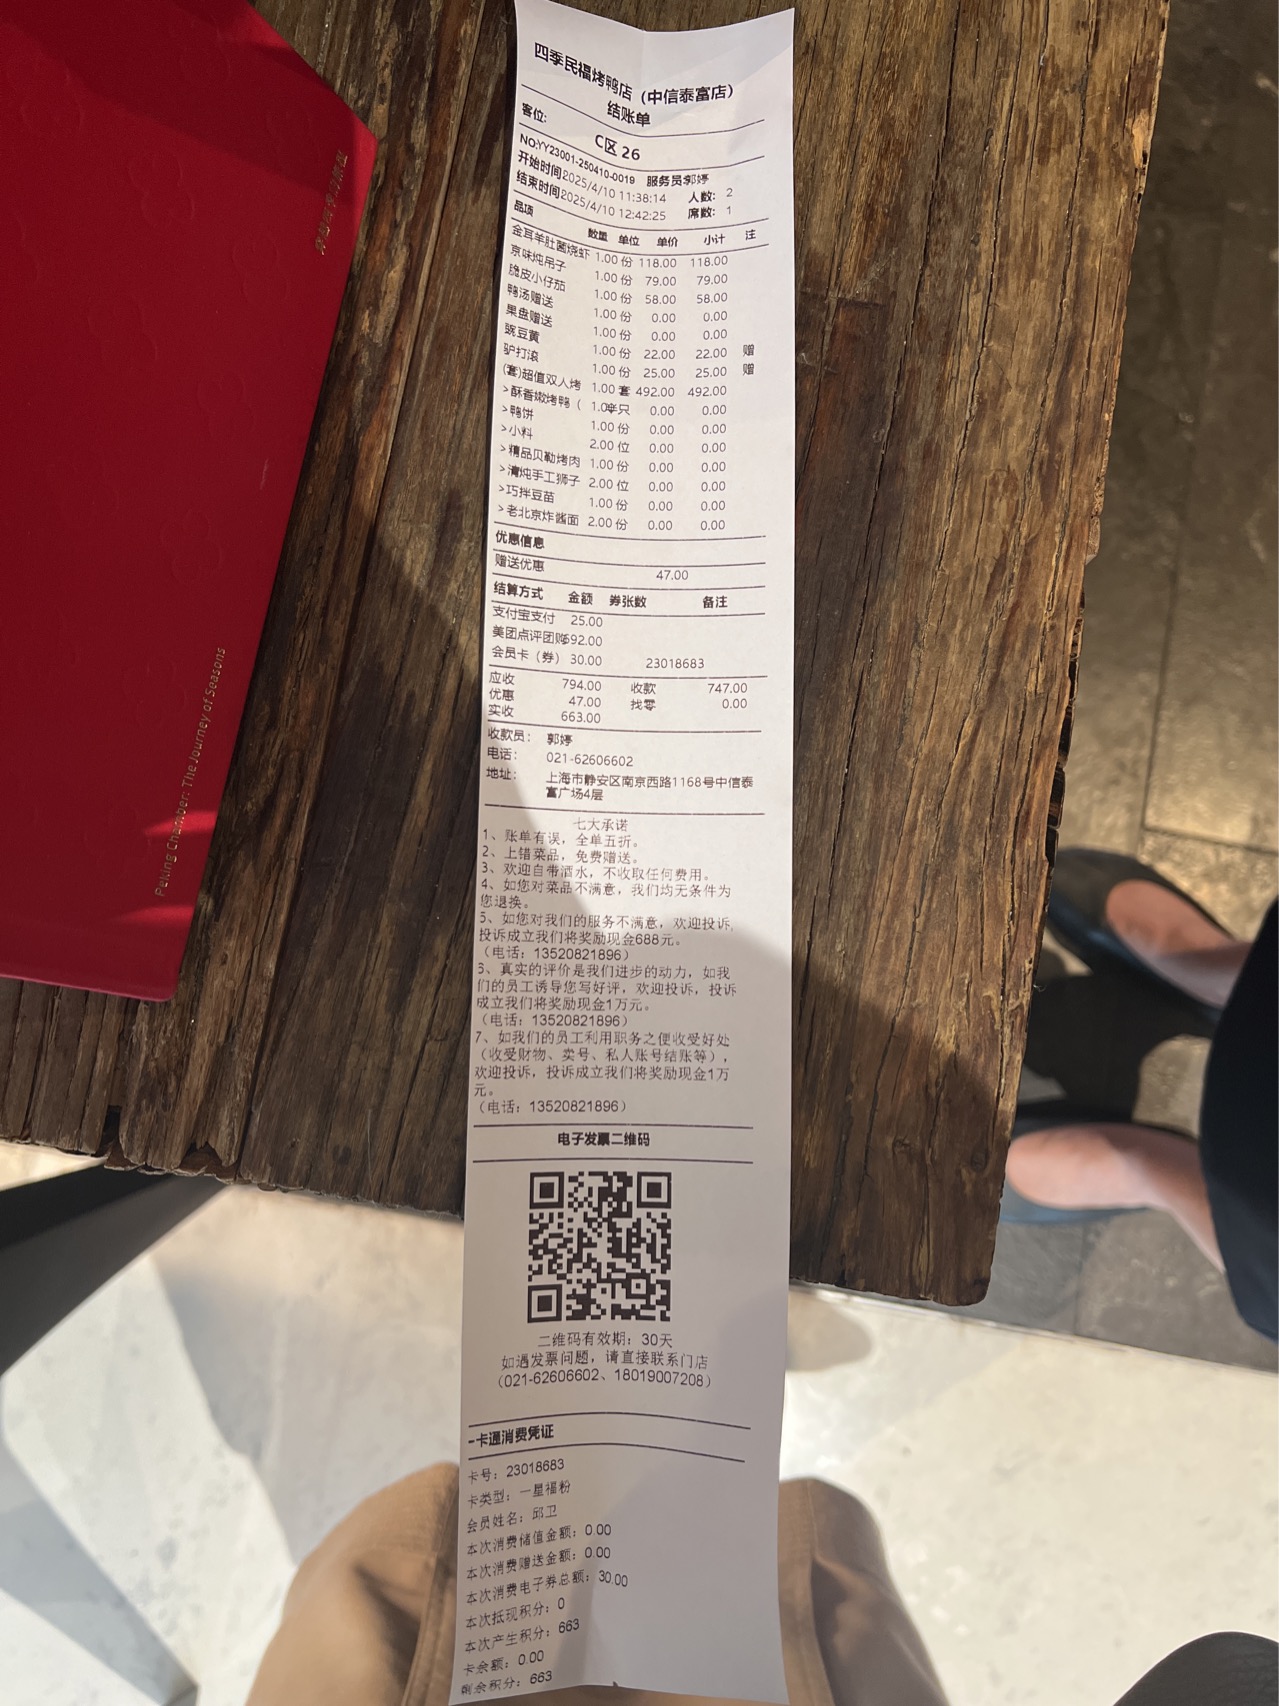 四季民福烤鸭店（中信泰富店）
结账单
客位: C区 26
NO:YY23001-250410-0019 服务员:郭婷
开始时间2025/4/10 11:38:14 人数: 2
结束时间2025/4/10 12:42:25 席数: 1
品项 数量 单位 单价 小计 注
金耳羊肚菌烧虾 1.00 份 118.00 118.00
京味炖吊子 1.00 份 79.00 79.00
脆皮小仔茄 1.00 份 58.00 58.00
鸭汤赠送 1.00 份 0.00 0.00
果盘赠送 1.00 份 0.00 0.00
豌豆黄 1.00 份 22.00 22.00 赠
驴打滚 1.00 份 25.00 25.00 赠
(套)超值双人烤 1.00 套 492.00 492.00
>酥香嫩烤鸭（ 1.0半只 0.00 0.00
>鸭饼 1.00 份 0.00 0.00
>小料 2.00 位 0.00 0.00
>精品贝勒烤肉 1.00 份 0.00 0.00
>清炖手工狮子 2.00 位 0.00 0.00
>巧拌豆苗 1.00 份 0.00 0.00
>老北京炸酱面 2.00 份 0.00 0.00
优惠信息
赠送优惠 47.00
结算方式 金额 券张数 备注
支付宝支付 25.00
美团点评团购 92.00
会员卡（券） 30.00 23018683
应收 794.00 收款 747.00
优惠 47.00 找零 0.00
实收 663.00
收款员: 郭婷
电话: 021-62606602
地址: 上海市静安区南京西路1168号中信泰
富广场4层
七大承诺
1、账单有误，全单五折。
2、上错菜品，免费赠送。
3、欢迎自带酒水，不收取任何费用。
4、如您对菜品不满意，我们均无条件为
您退换。
5、如您对我们的服务不满意，欢迎投诉,
投诉成立我们将奖励现金688元。
（电话：13520821896）
3、真实的评价是我们进步的动力，如我
们的员工诱导您写好评，欢迎投诉，投诉
成立我们将奖励现金1万元。
（电话：13520821896）
7、如我们的员工利用职务之便收受好处
（收受财物、卖号、私人账号结账等），
欢迎投诉，投诉成立我们将奖励现金1万
元。
（电话：13520821896）
电子发票二维码
二维码有效期：30天
如遇发票问题，请直接联系门店
（021-62606602、18019007208）
一卡通消费凭证
卡号：23018683
卡类型：一星福粉
会员姓名：邱卫
本次消费储值金额：0.00
本次消费赠送金额：0.00
本次消费电子券总额：30.00
本次抵现积分：0
本次产生积分：663
卡余额：0.00
剩余积分：663
Peking Chamber: The Journey of Seasons